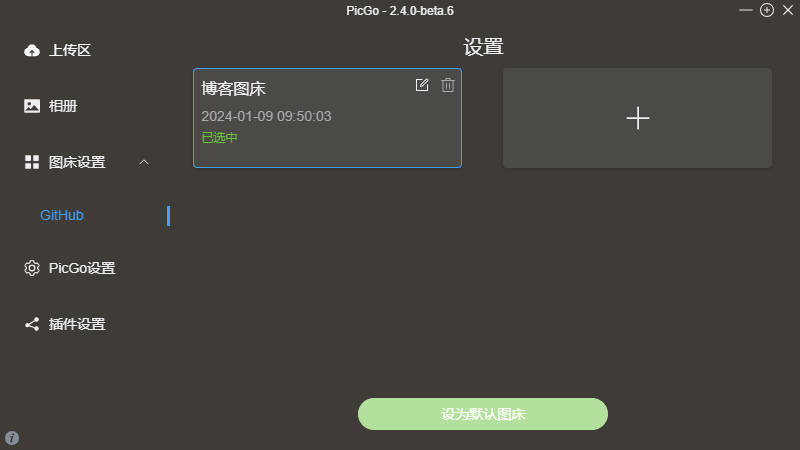 PicGo - 2.4.0-beta.6
上传区
相册
图床设置
GitHub
PicGo设置
插件设置
设置
博客图床
2024-01-09 09:50:03
已选中
设为默认图床